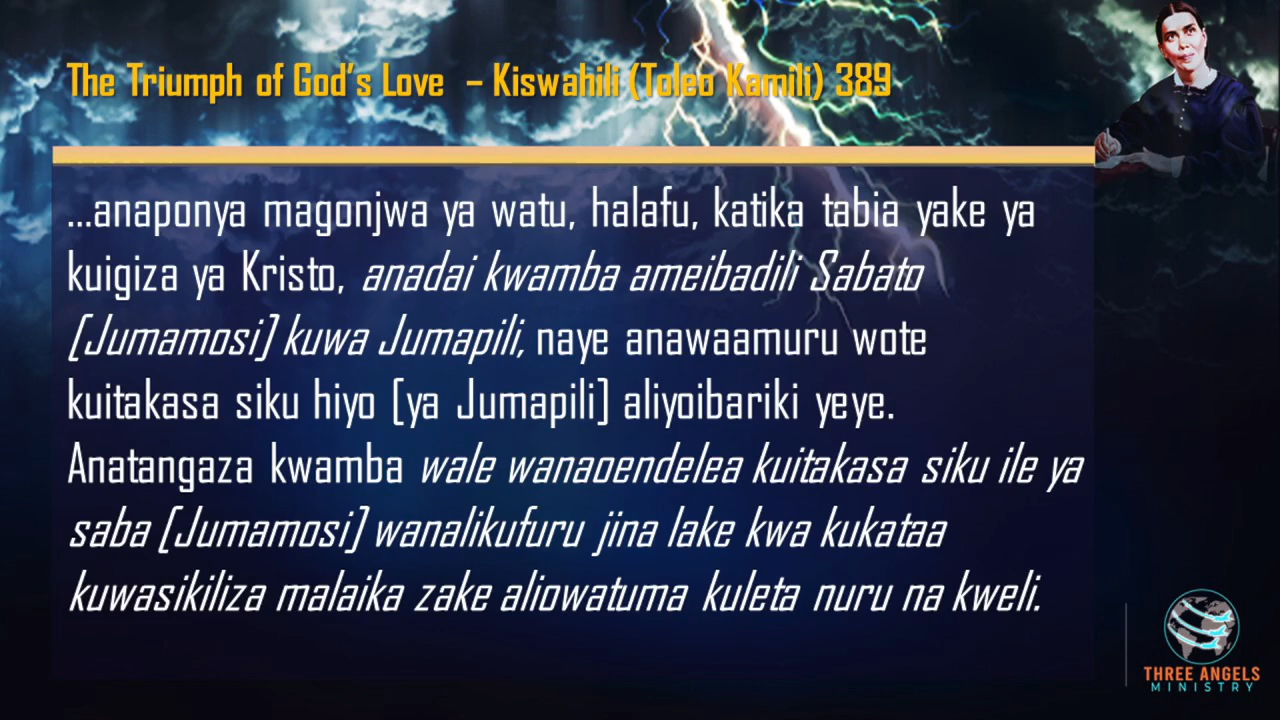 The Triumph of God's Love – Kiswahili (Toleo Kamili) 389
...anaponya magonjwa ya watu, halafu, katika tabia yake ya
kuigiza ya Kristo, anadai kwamba ameibadili Sabato
[Jumamosi] kuwa Jumapili, naye anawaamuru wote
kuitakasa siku hiyo [ya Jumapili] aliyoibariki yeye.
Anatangaza kwamba wale wanaoendelea kuitakasa siku ile ya
saba [Jumamosi] wanalikufuru jina lake kwa kukataa
kuwasikiliza malaika zake aliowatuma kuleta nuru na kweli.
THREE ANGELS
MINISTRY